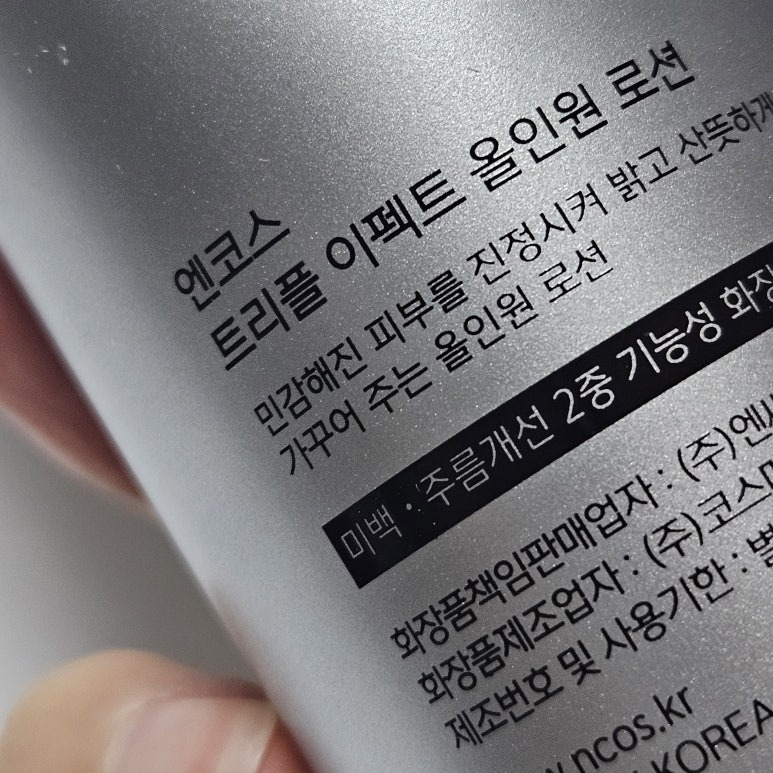 엔코스
트리플 이펙트 올인원 로션
민감해진 피부를 진정시켜 밝고 산뜻하게
가꾸어 주는 올인원 로션
미백 · 주름개선 2중 기능성 화장
화장품책임판매업자 : (주)엔
화장품제조업자 : (주)코스
제조번호 및 사용기한 : 별
ncos.kr
KOREA